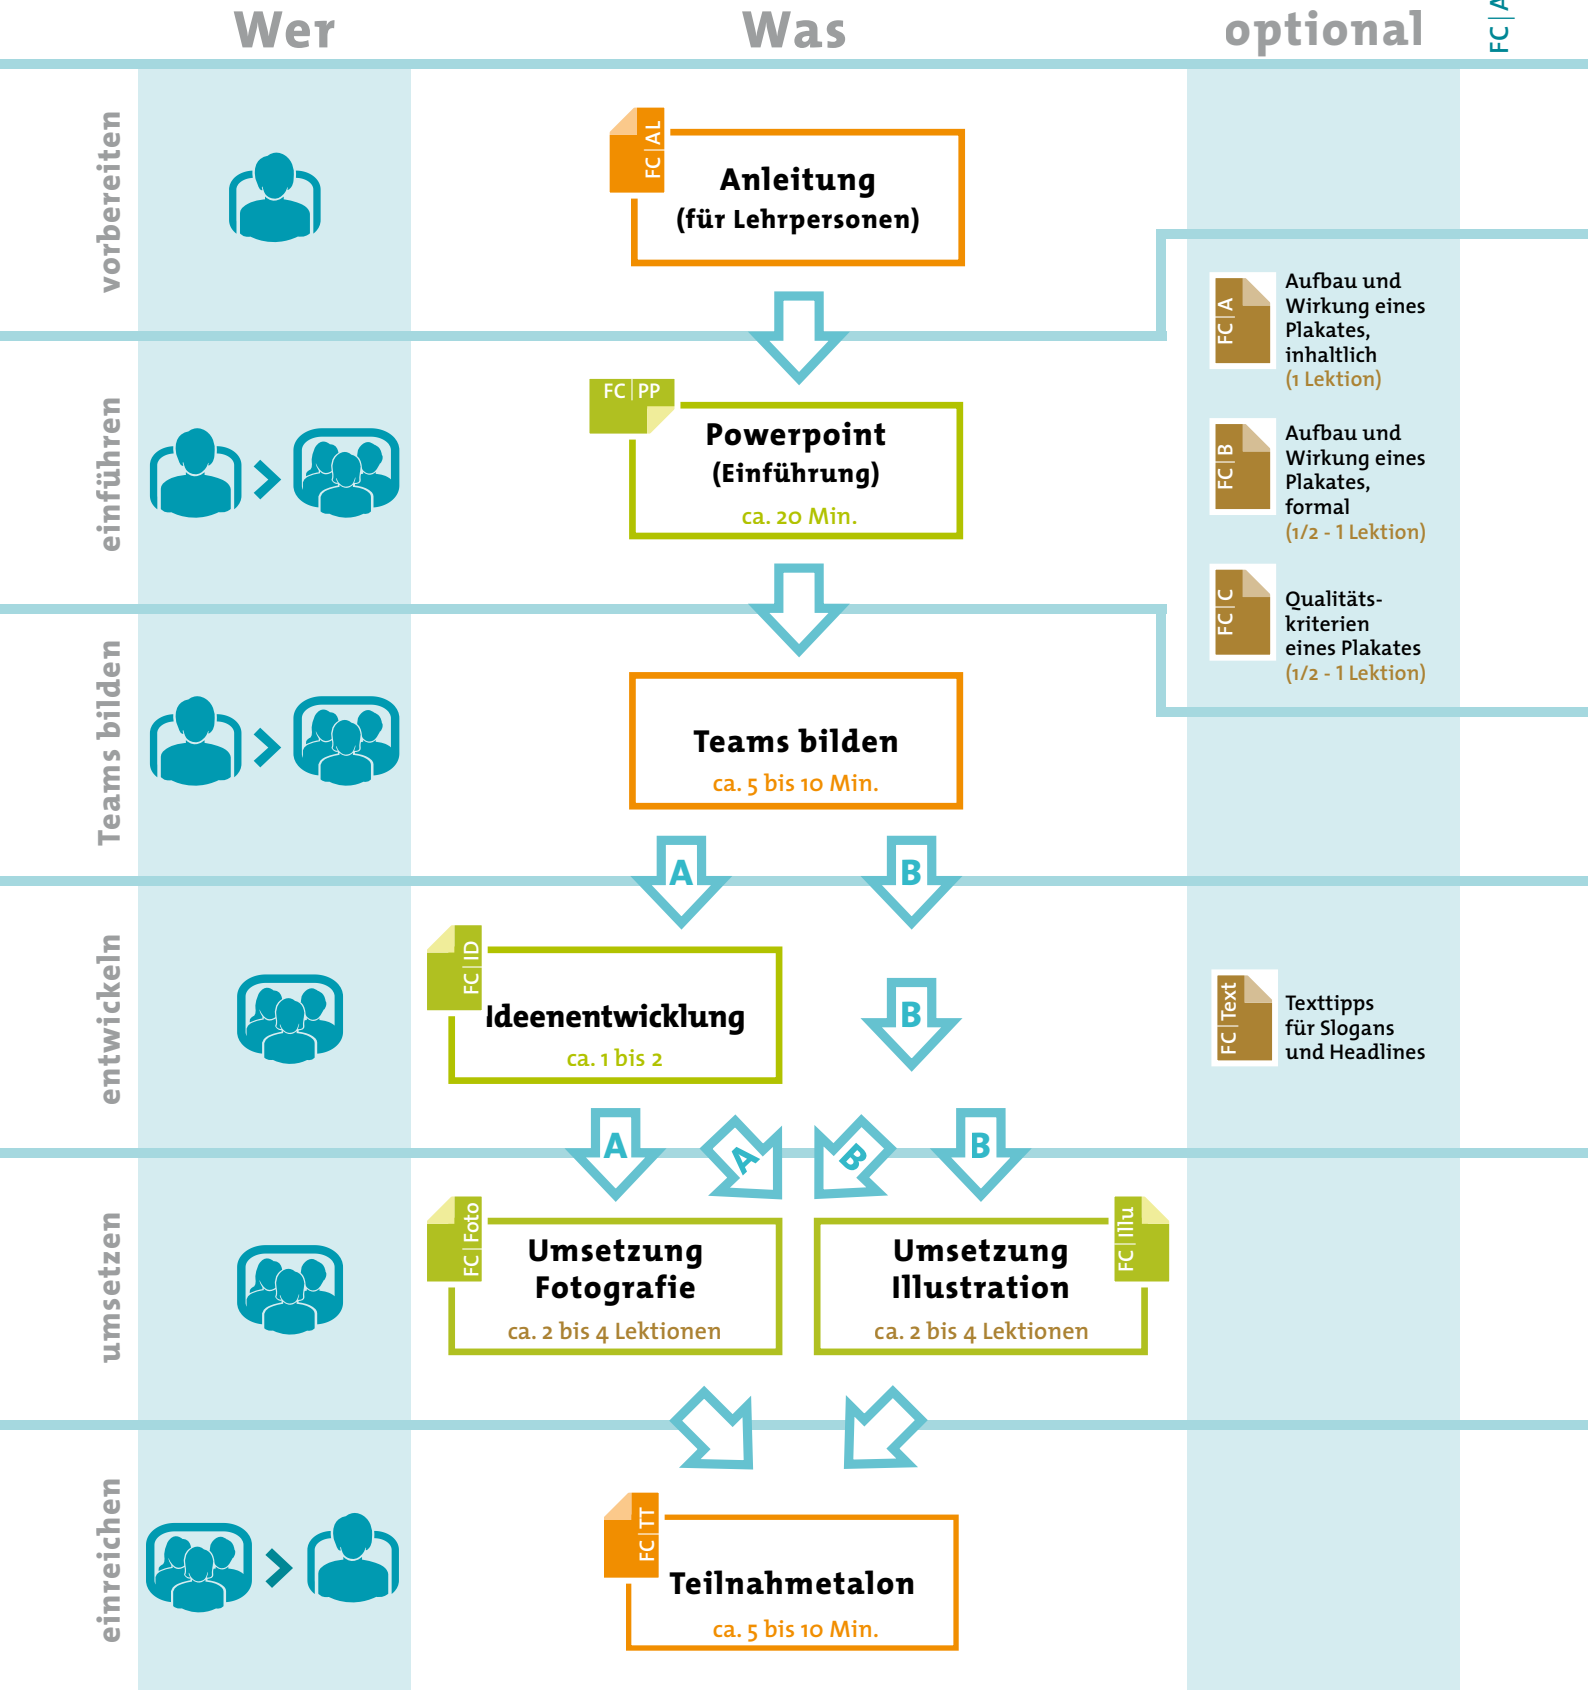 Wer
Was
optional
FC|A
vorbereiten
FC|AL
Anleitung
(für Lehrpersonen)
FC|A
Aufbau und
Wirkung eines
Plakates,
inhaltlich
(1 Lektion)
einführen
FC|PP
Powerpoint
(Einführung)
ca. 20 Min.
FC|B
Aufbau und
Wirkung eines
Plakates,
formal
(1/2 - 1 Lektion)
FC|C
Qualitäts-
kriterien
eines Plakates
(1/2 - 1 Lektion)
Teams bilden
Teams bilden
ca. 5 bis 10 Min.
A
B
entwickeln
FC|ID
Ideenentwicklung
ca. 1 bis 2
B
FC|Text
Texttipps
für Slogans
und Headlines
A
A
B
B
umsetzen
FC|Foto
Umsetzung
Fotografie
ca. 2 bis 4 Lektionen
Umsetzung
Illustration
ca. 2 bis 4 Lektionen
FC|Illu
einreichen
FC|TT
Teilnahmetalon
ca. 5 bis 10 Min.